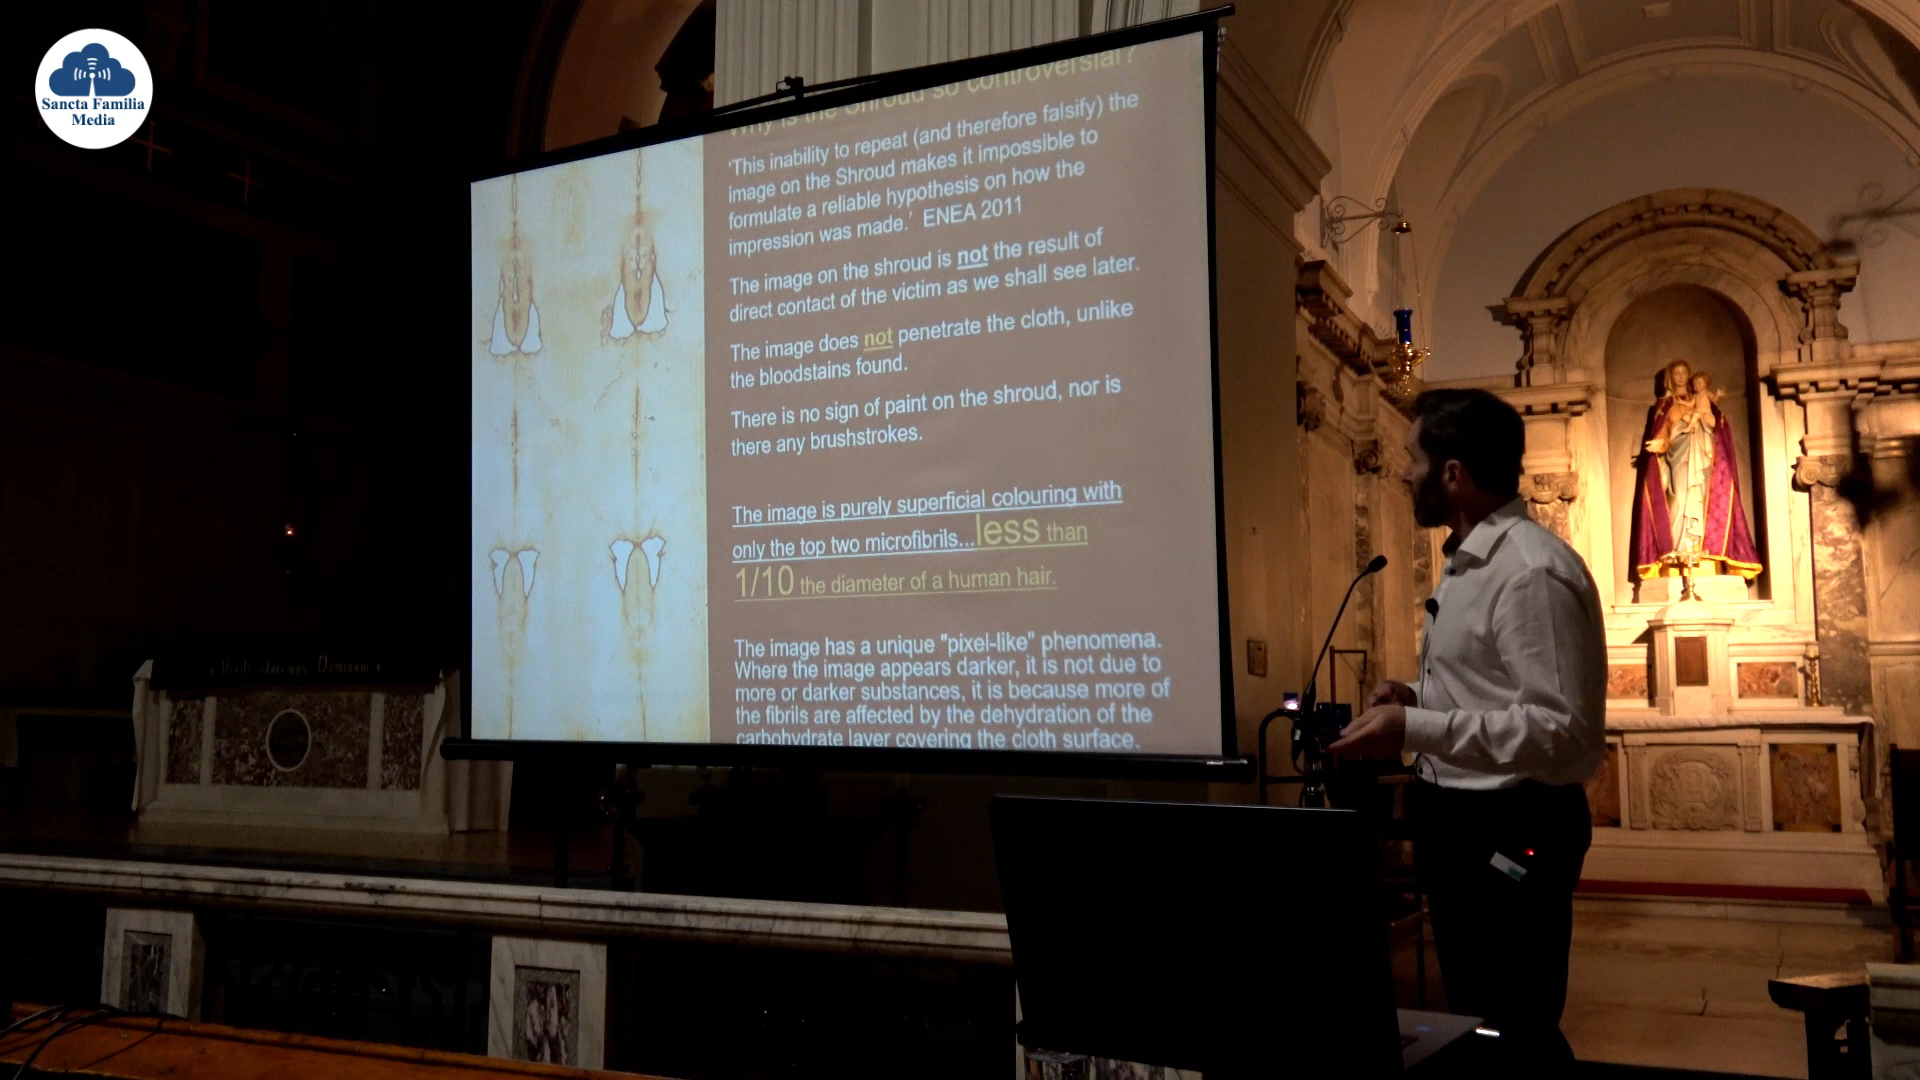 Sancta Familia
Media
Why is the Shroud so controversial?
'This inability to repeat (and therefore falsify) the
image on the Shroud makes it impossible to
formulate a reliable hypothesis on how the
impression was made.' ENEA 2011
The image on the shroud is not the result of
direct contact of the victim as we shall see later.
The image does not penetrate the cloth, unlike
the bloodstains found.
There is no sign of paint on the shroud, nor is
there any brushstrokes.
The image is purely superficial colouring with
only the top two microfibrils...less than
1/10 the diameter of a human hair.
The image has a unique "pixel-like" phenomena.
Where the image appears darker, it is not due to
more or darker substances, it is because more of
the fibrils are affected by the dehydration of the
carbohydrate layer covering the cloth surface.
Dominum